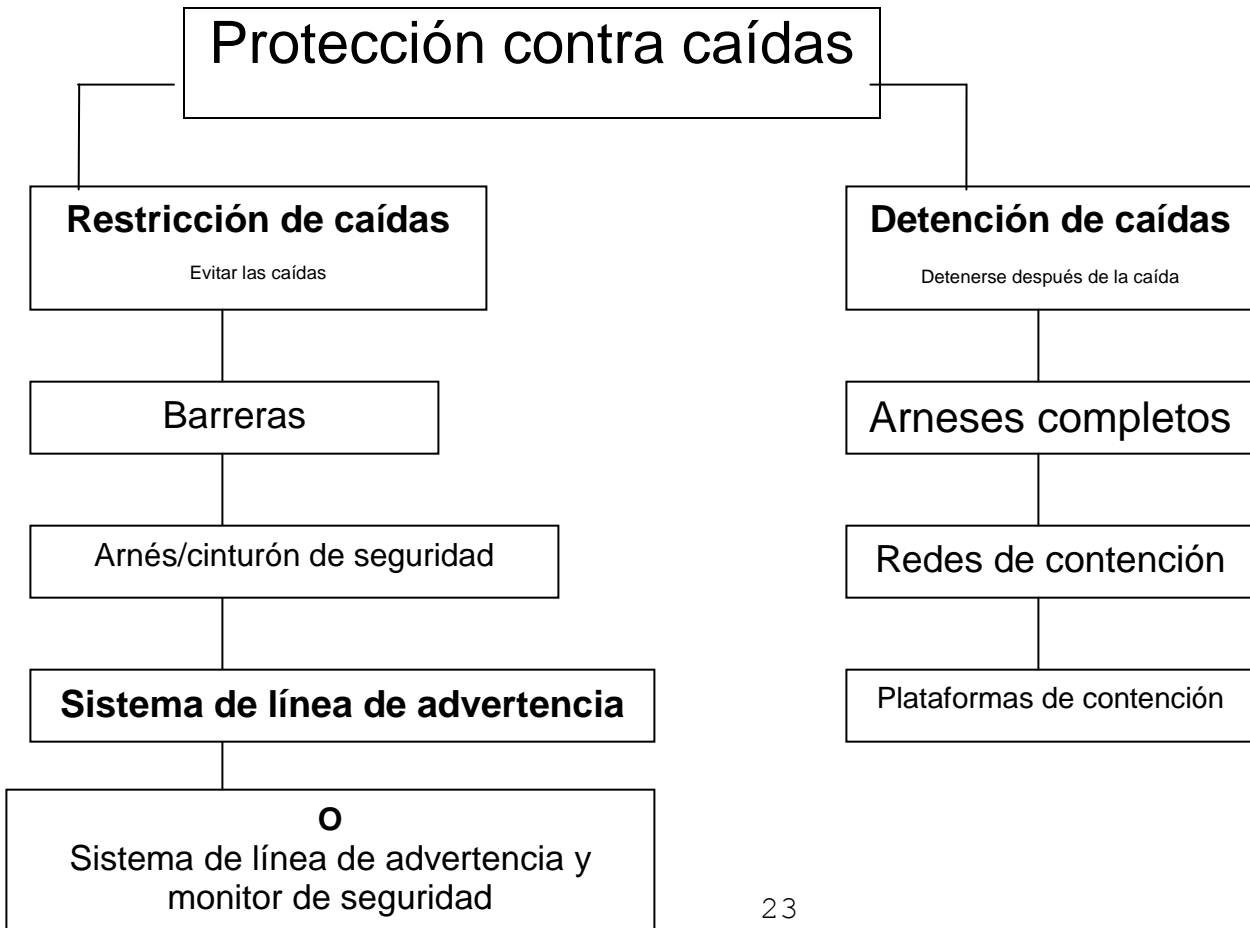 Protección contra caídas
Restricción de caídas
Evitar las caídas
Detención de caídas
Detenerse después de la caída
Barreras
Arneses completos
Arnés/cinturón de seguridad
Redes de contención
Sistema de línea de advertencia
Plataformas de contención
O
Sistema de línea de advertencia y
monitor de seguridad
23